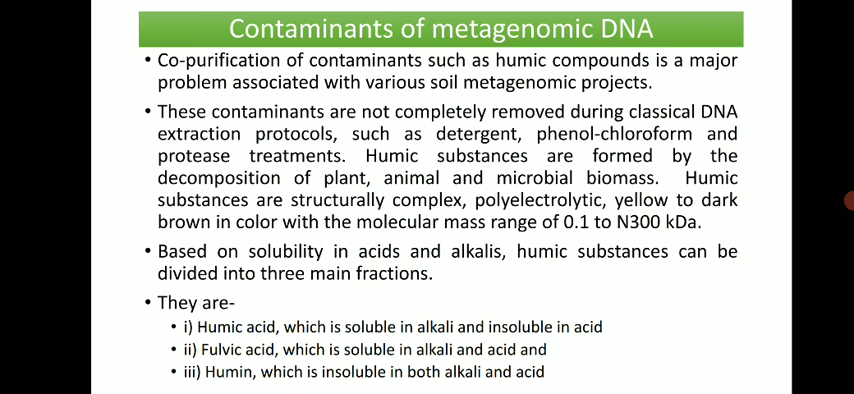 Contaminants of metagenomic DNA
• Co-purification of contaminants such as humic compounds is a major
problem associated with various soil metagenomic projects.
• These contaminants are not completely removed during classical DNA
extraction protocols, such as detergent, phenol-chloroform and
protease treatments. Humic substances are formed by the
decomposition of plant, animal and microbial biomass. Humic
substances are structurally complex, polyelectrolytic, yellow to dark
brown in color with the molecular mass range of 0.1 to N300 kDa.
• Based on solubility in acids and alkalis, humic substances can be
divided into three main fractions.
• They are-
• i) Humic acid, which is soluble in alkali and insoluble in acid
• ii) Fulvic acid, which is soluble in alkali and acid and
• iii) Humin, which is insoluble in both alkali and acid